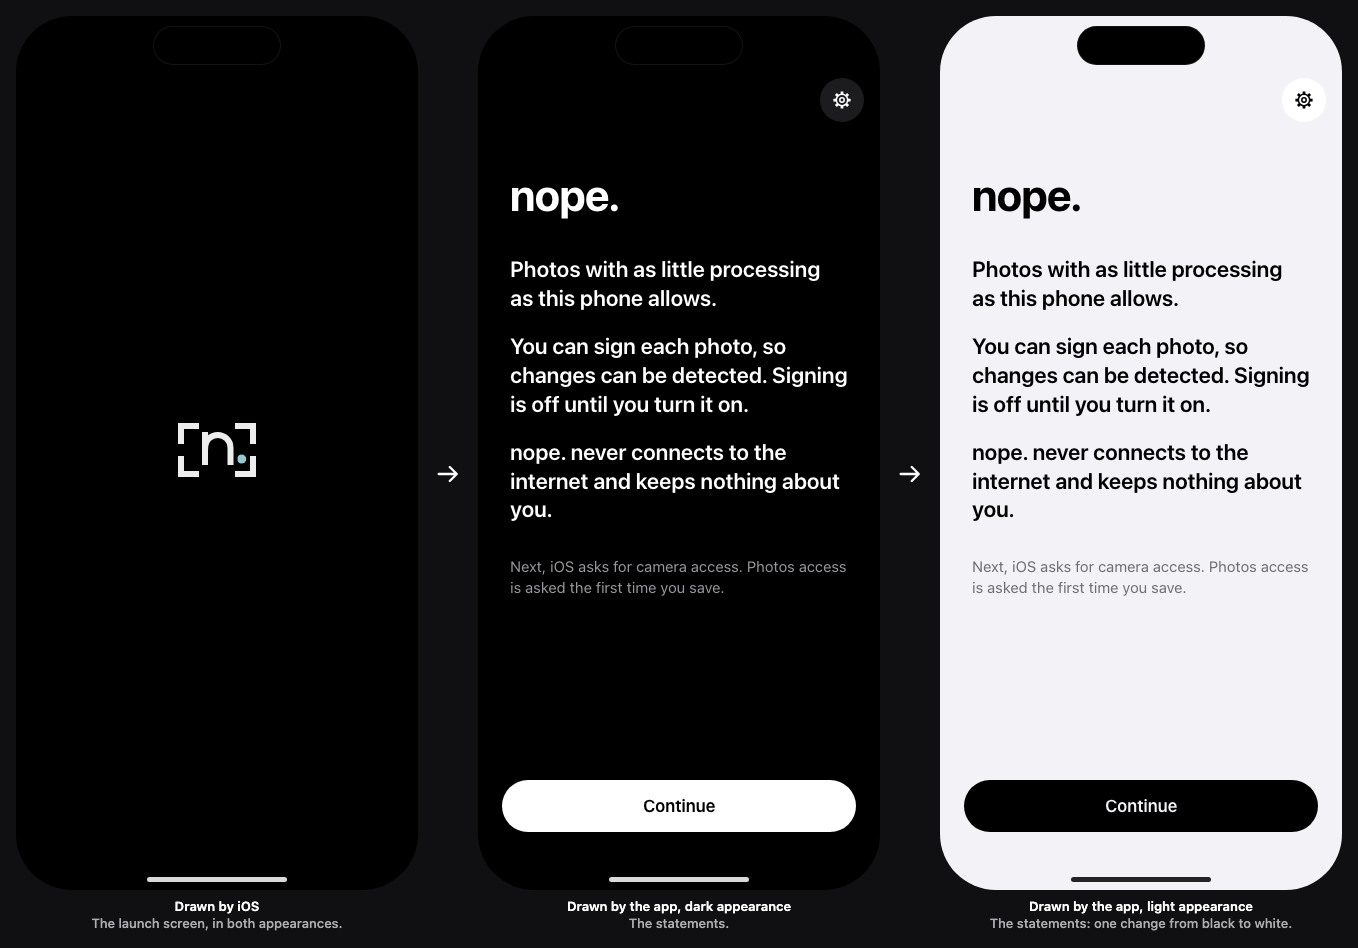 n.
Drawn by iOS
The launch screen, in both appearances.
nope.
Photos with as little processing
as this phone allows.
You can sign each photo, so
changes can be detected. Signing
is off until you turn it on.
nope. never connects to the
internet and keeps nothing about
you.
Next, iOS asks for camera access. Photos access
is asked the first time you save.
Continue
Drawn by the app, dark appearance
The statements.
nope.
Photos with as little processing
as this phone allows.
You can sign each photo, so
changes can be detected. Signing
is off until you turn it on.
nope. never connects to the
internet and keeps nothing about
you.
Next, iOS asks for camera access. Photos access
is asked the first time you save.
Continue
Drawn by the app, light appearance
The statements: one change from black to white.